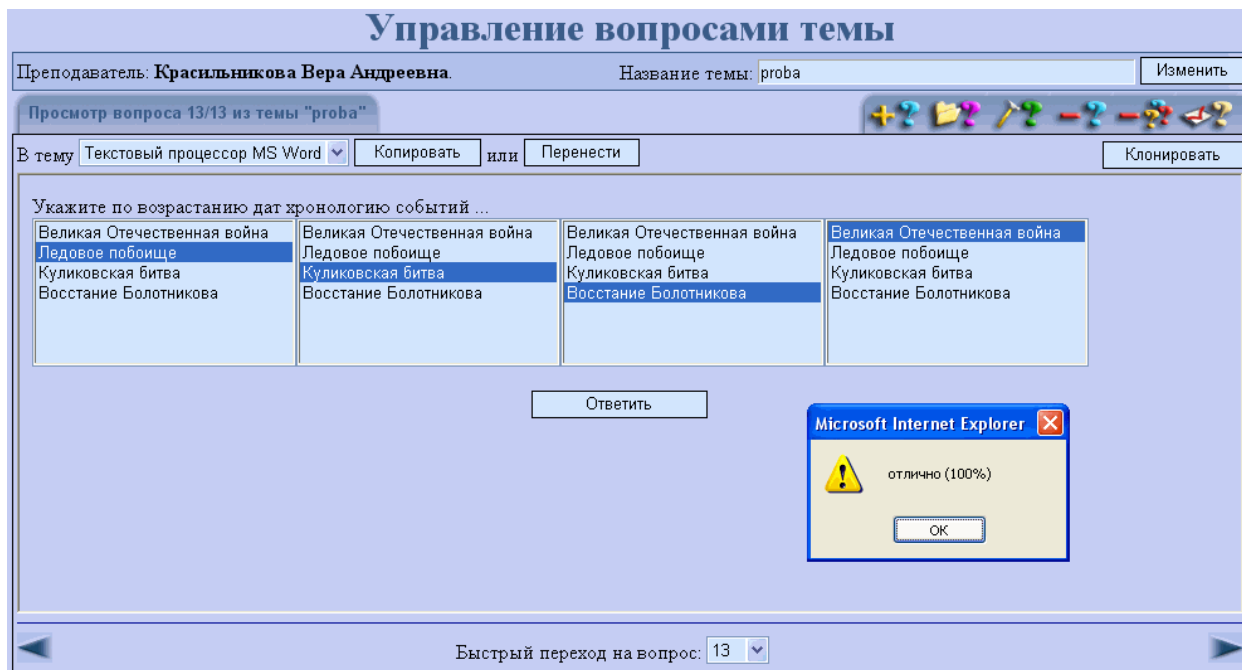 Управление вопросами темы
Преподаватель: Красильникова Вера Андреевна. Название темы: proba Изменить
Просмотр вопроса 13/13 из темы "proba"
В тему Текстовый процессор MS Word Копировать или Перенести Клонировать
Укажите по возрастанию дат хронологию событий ...
Великая Отечественная война Великая Отечественная война Великая Отечественная война Великая Отечественная война
Ледовое побоище Ледовое побоище Ледовое побоище Ледовое побоище
Куликовская битва Куликовская битва Куликовская битва Куликовская битва
Восстание Болотникова Восстание Болотникова Восстание Болотникова Восстание Болотникова
Ответить
Microsoft Internet Explorer
отлично (100%)
ОК
Быстрый переход на вопрос: 13